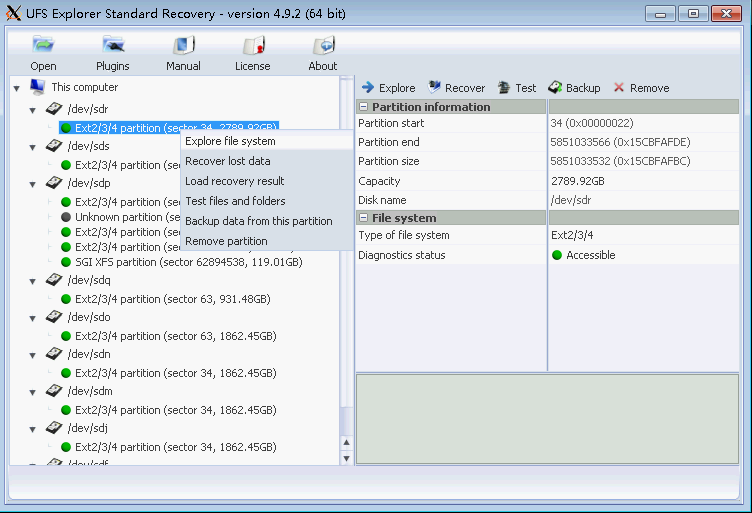 UFS Explorer Standard Recovery - version 4.9.2 (64 bit)
Open Plugins Manual License About
This computer
/dev/sdr
Ext2/3/4 partition (sector 34, 2789.92GB)
/dev/sds
Ext2/3/4 partition (se
/dev/sdp
Ext2/3/4 partition (se
Unknown partition (se
Ext2/3/4 partition (se
Ext2/3/4 partition (se
SGI XFS partition (sector 62894538, 119.01GB)
/dev/sdq
Ext2/3/4 partition (sector 63, 931.48GB)
/dev/sdo
Ext2/3/4 partition (sector 63, 1862.45GB)
/dev/sdn
Ext2/3/4 partition (sector 34, 1862.45GB)
/dev/sdm
Ext2/3/4 partition (sector 34, 1862.45GB)
/dev/sdj
Ext2/3/4 partition (sector 34, 1862.45GB)
/dev/sdf
Explore file system
Recover lost data
Load recovery result
Test files and folders
Backup data from this partition
Remove partition
Explore Recover Test Backup Remove
Partition information
Partition start 34 (0x00000022)
Partition end 5851033566 (0x15CBFAFDE)
Partition size 5851033532 (0x15CBFAFBC)
Capacity 2789.92GB
Disk name /dev/sdr
File system
Type of file system Ext2/3/4
Diagnostics status Accessible